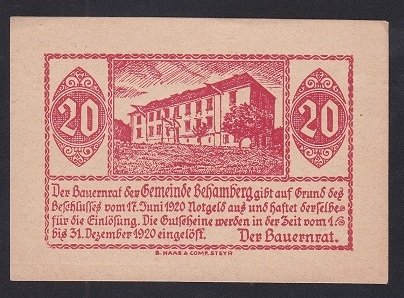 20 20
Der Bauernrat der Gemeinde Behamberg gibt auf Grund des
Beschlusses vom 17. Juni 1920 Notgeld aus und haftet derselbe
für die Einlösung. Die Gutscheine werden in der Zeit vom 1.
bis 31. Dezember 1920 eingelöst. Der Bauernrat.
B. HAAS & COMP. STEYR